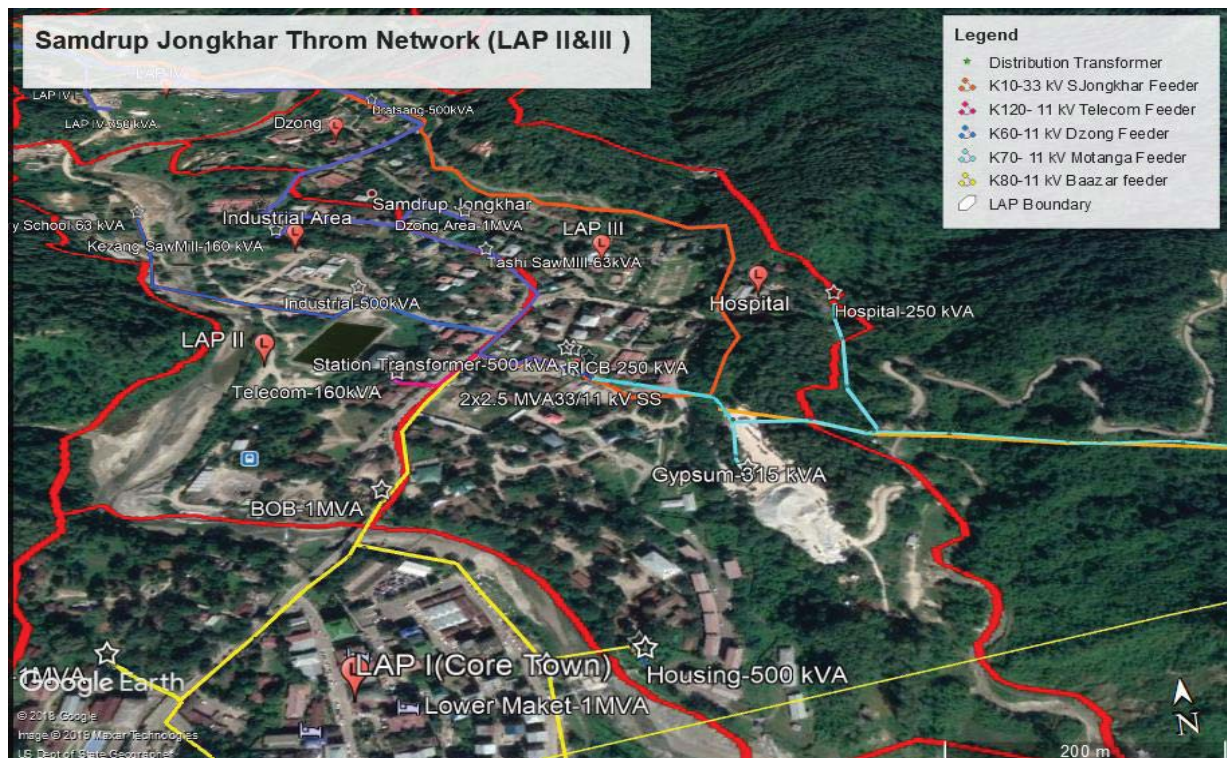 Samdrup Jongkhar Throm Network (LAP II&III )
Legend
Distribution Transformer
K10-33 kV SJongkhar Feeder
K120- 11 kV Telecom Feeder
K60-11 kV Dzong Feeder
K70- 11 kV Motanga Feeder
K80-11 kV Baazar feeder
LAP Boundary
LAP IV
LAP IV-750 kVA
Dratsang-500kVA
Dzong
Samdrup Jongkhar
Industrial Area
Dzong Area-1MVA
LAP III
y School 63 kVA
Kezang SawMill-160 kVA
Tashi SawMIll-63kVA
Hospital
Industrial-500kVA
Hospital-250 kVA
LAP II
Station Transformer-500 kVA
RICB-250 kVA
Telecom-160kVA
2x2.5 MVA33/11 kV SS
Gypsum-315 kVA
BOB-1MVA
LAP I(Core Town)
Housing-500 kVA
1MVA
Google Earth
Lower Maket-1MVA
© 2018 Google
Image © 2018 Maxar Technologies
US Dept of State Geographer
200 m
N